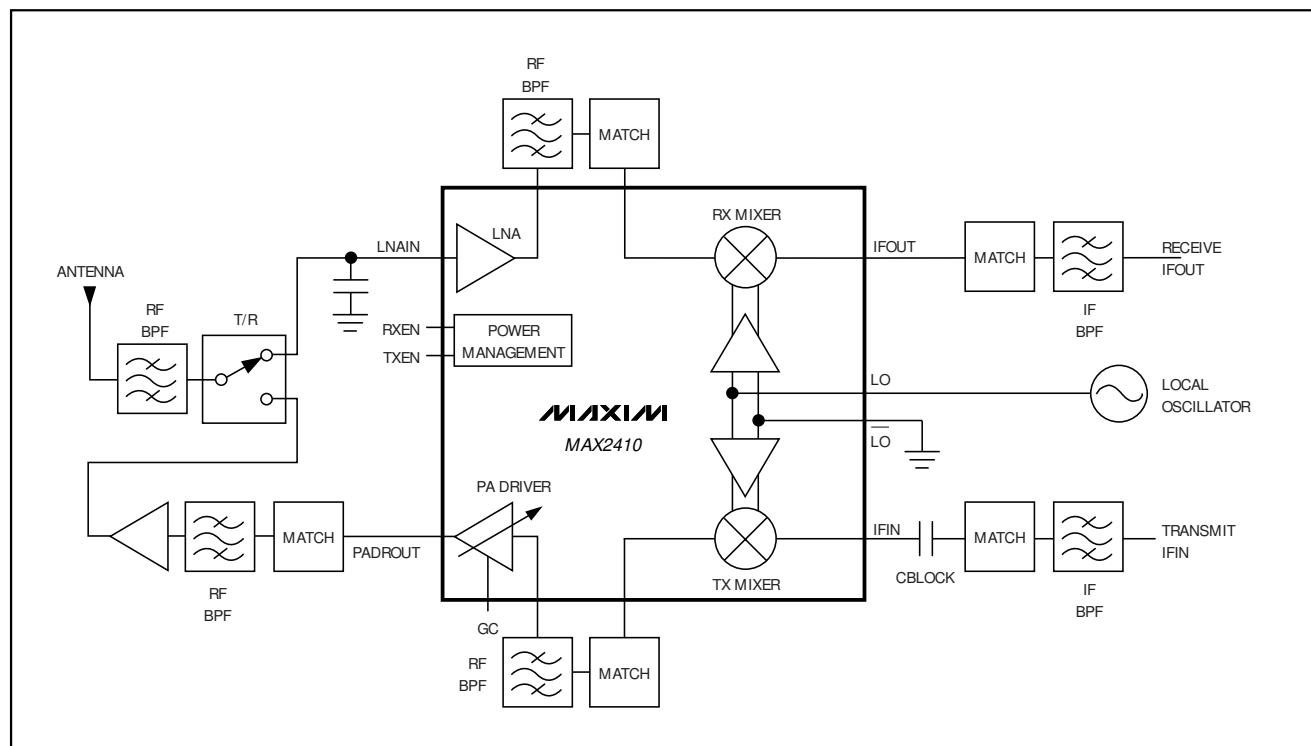 RF
BPF
MATCH
RX MIXER
LNA
LNAIN
IFOUT
MATCH
RECEIVE
IFOUT
ANTENNA
RF
BPF
T/R
RXEN
TXEN
POWER
MANAGEMENT
IF
BPF
LO
LOCAL
OSCILLATOR
MAXIM
MAX2410
LO
PA DRIVER
MATCH
PADROUT
IFIN
CBLOCK
MATCH
TRANSMIT
IFIN
RF
BPF
TX MIXER
IF
BPF
GC
RF
BPF
MATCH